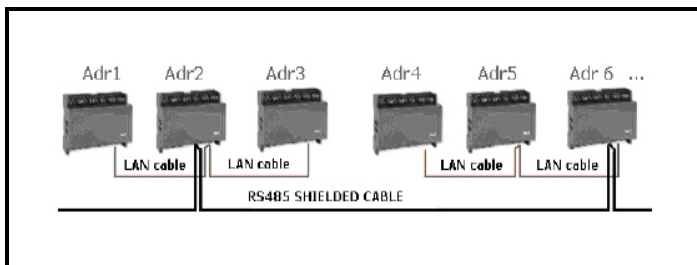 Adr1 Adr2 Adr3 Adr4 Adr5 Adr 6 ...
LAN cable LAN cable LAN cable LAN cable
RS485 SHIELDED CABLE